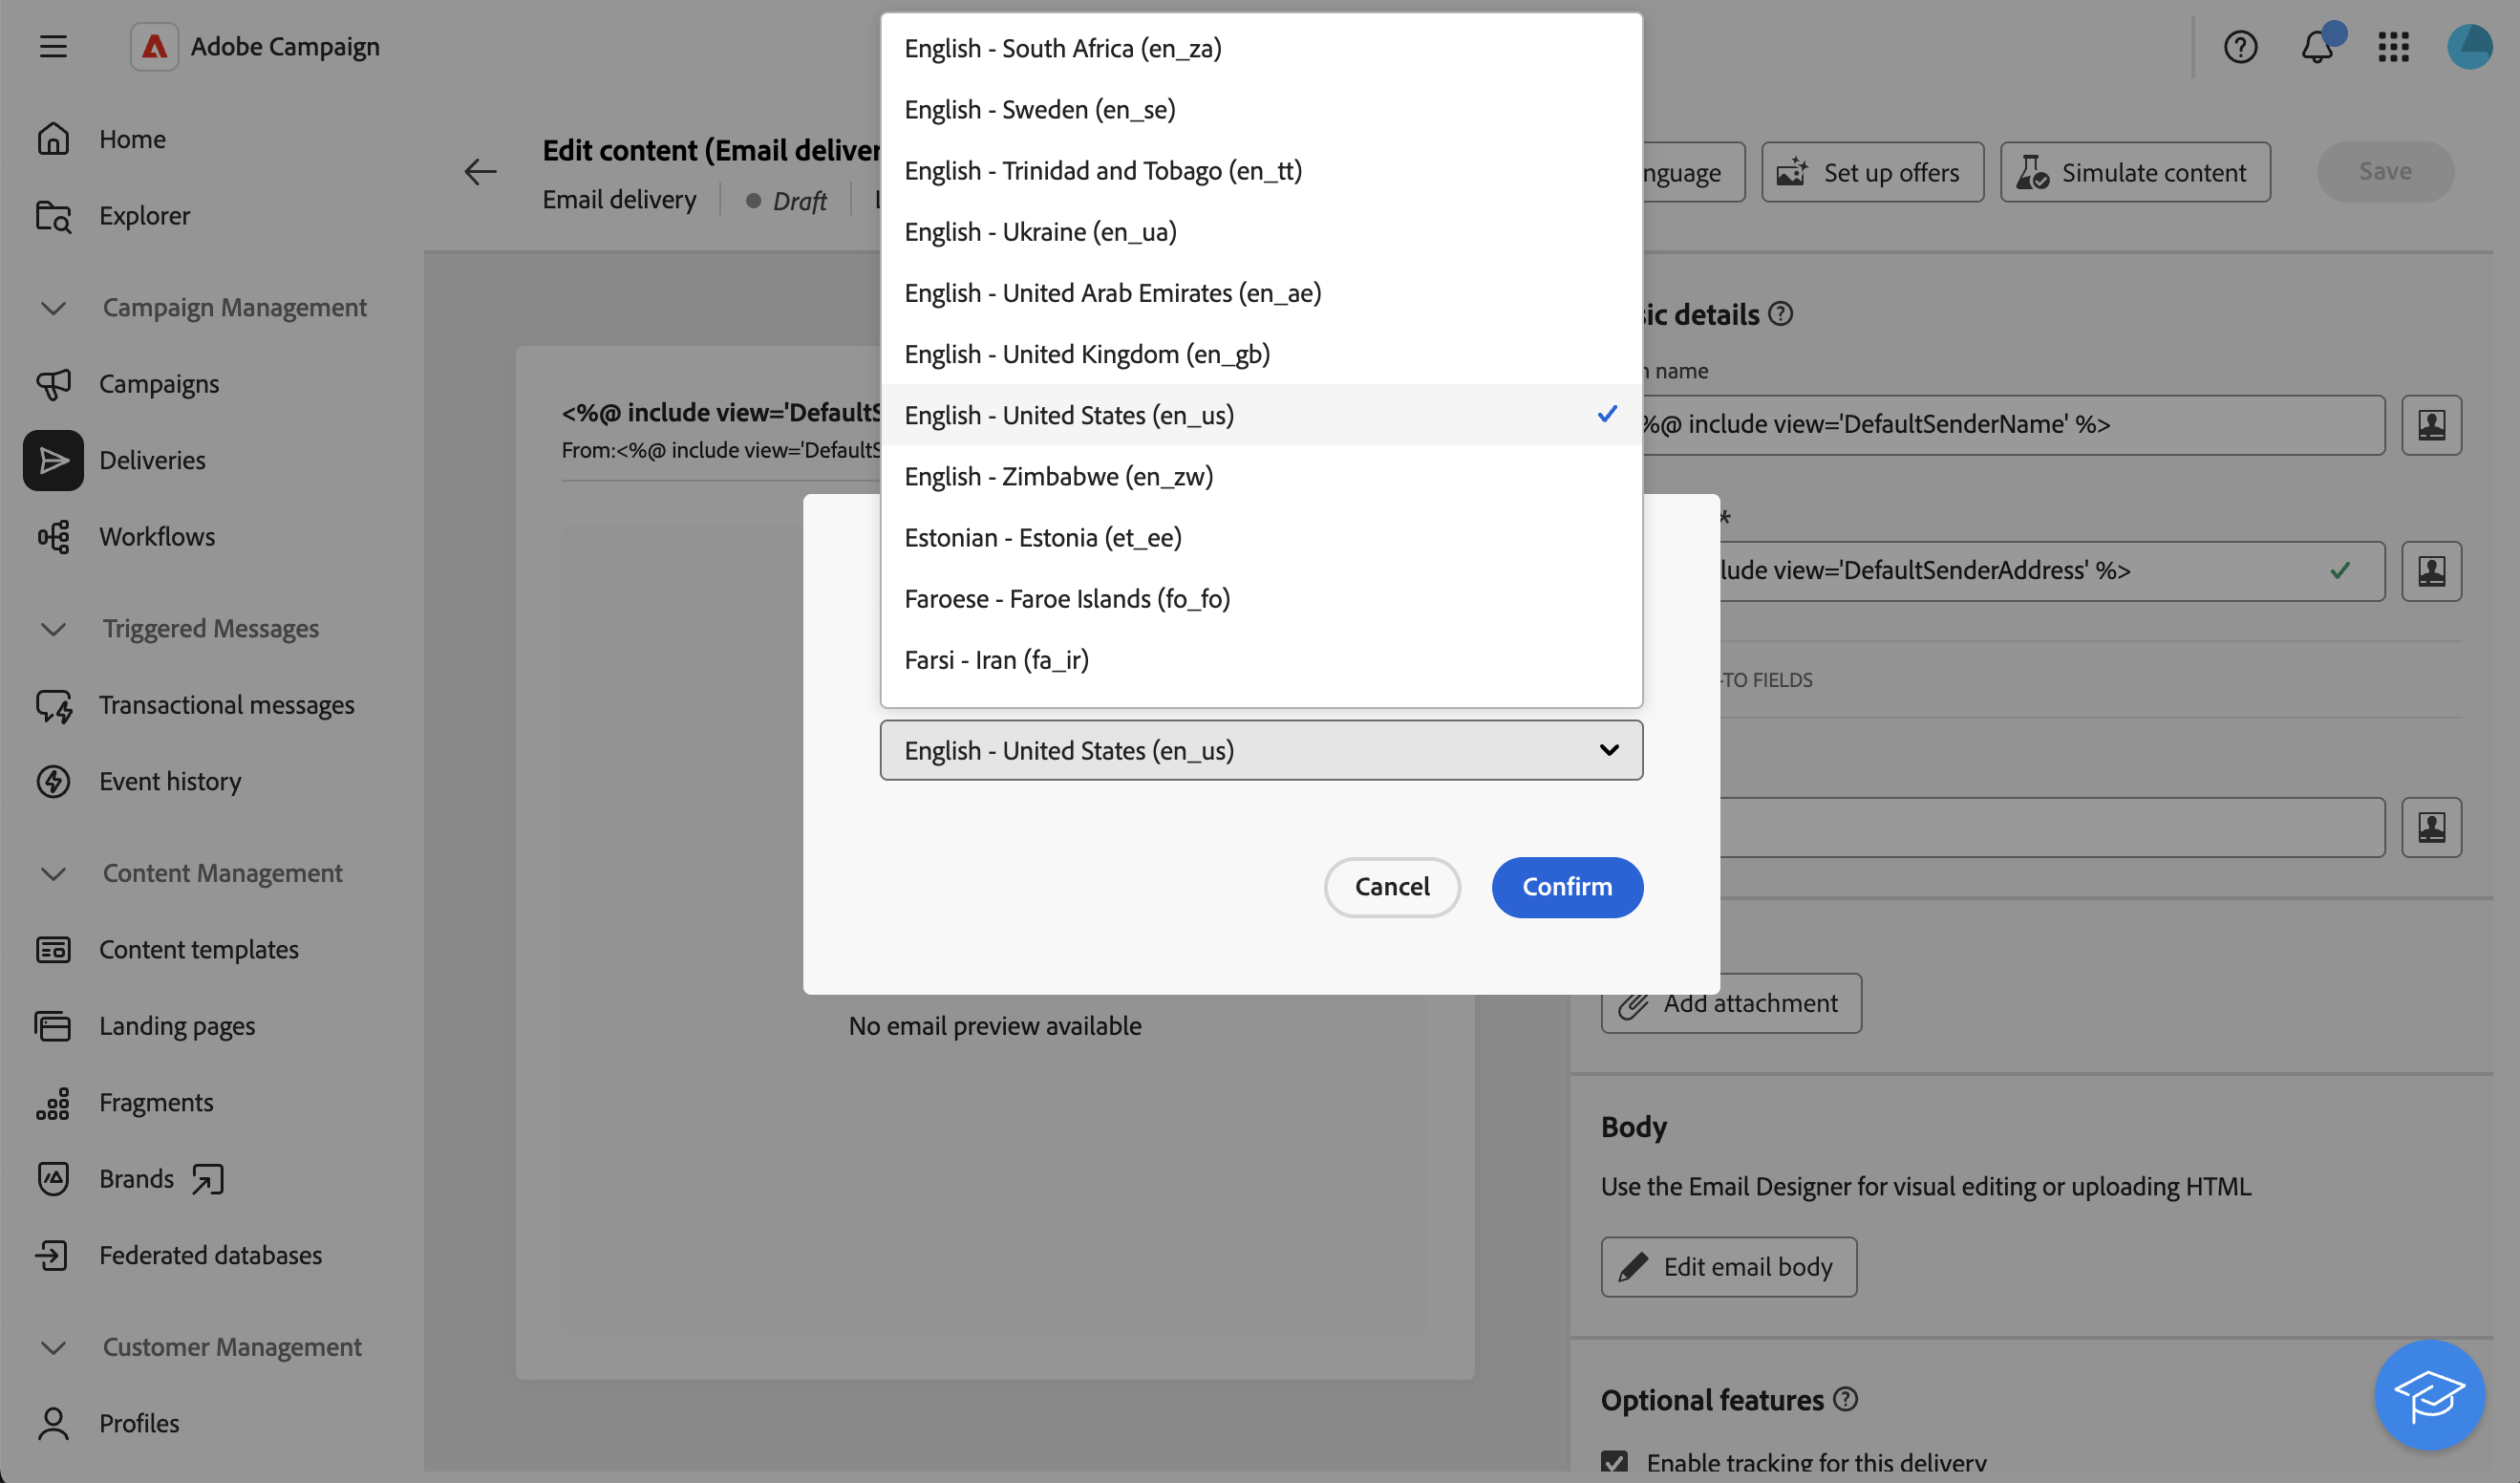 Adobe Campaign
Home
Explorer
Campaign Management
Campaigns
Deliveries
Workflows
Triggered Messages
Transactional messages
Event history
Content Management
Content templates
Landing pages
Fragments
Brands
Federated databases
Customer Management
Profiles
Edit content (Email deliver
Email delivery
Draft
nguage
Set up offers
Simulate content
Save
<%@ include view='DefaultS
From:<%@ include view='DefaultS
No email preview available
English - South Africa (en_za)
English - Sweden (en_se)
English - Trinidad and Tobago (en_tt)
English - Ukraine (en_ua)
English - United Arab Emirates (en_ae)
English - United Kingdom (en_gb)
English - United States (en_us)
English - Zimbabwe (en_zw)
Estonian - Estonia (et_ee)
Faroese - Faroe Islands (fo_fo)
Farsi - Iran (fa_ir)
English - United States (en_us)
Cancel
Confirm
ic details
name
%@ include view='DefaultSenderName' %>
*
lude view='DefaultSenderAddress' %>
-TO FIELDS
Add attachment
Body
Use the Email Designer for visual editing or uploading HTML
Edit email body
Optional features
Enable tracking for this delivery